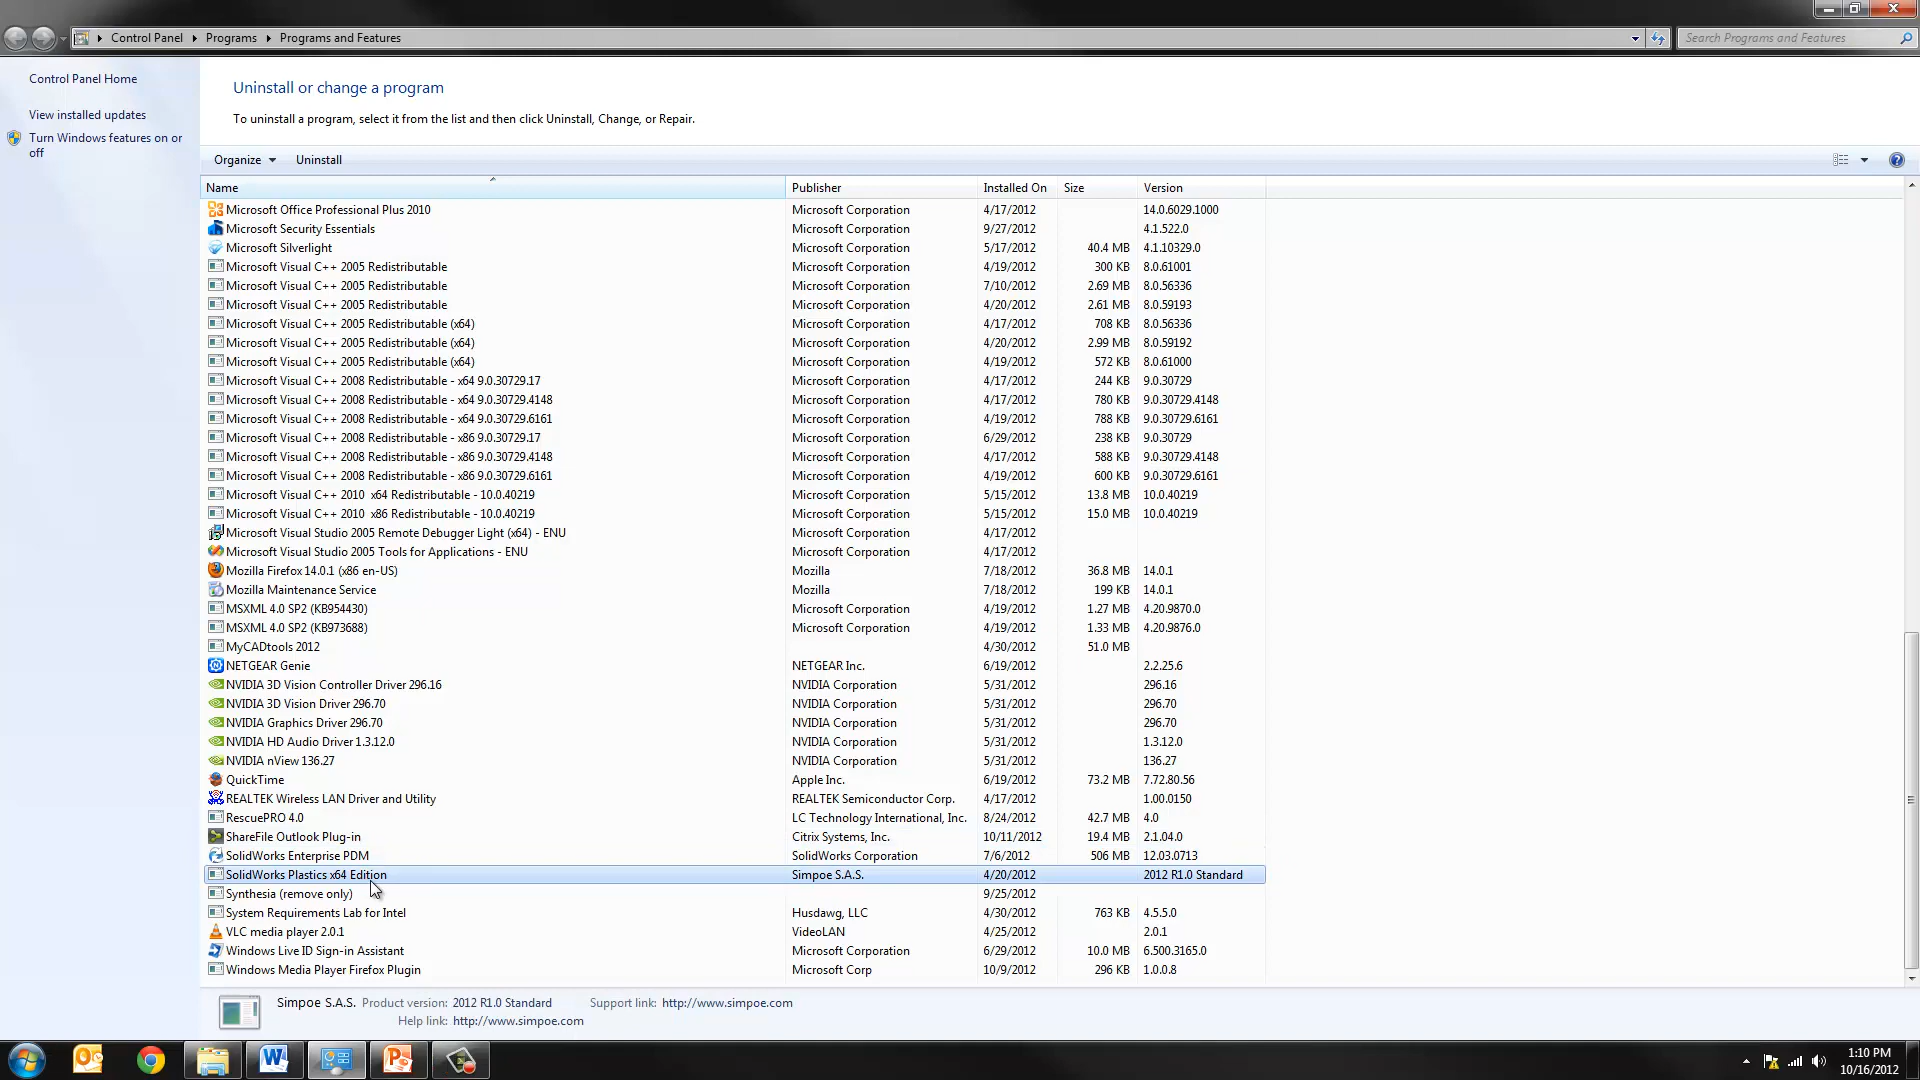 Control Panel Programs Programs and Features Search Programs and Features
Control Panel Home
View installed updates
Turn Windows features on or
off
Uninstall or change a program
To uninstall a program, select it from the list and then click Uninstall, Change, or Repair.
Organize Uninstall
Name Publisher Installed On Size Version
Microsoft Office Professional Plus 2010 Microsoft Corporation 4/17/2012 14.0.6029.1000
Microsoft Security Essentials Microsoft Corporation 9/27/2012 4.1.522.0
Microsoft Silverlight Microsoft Corporation 5/17/2012 40.4 MB 4.1.10329.0
Microsoft Visual C++ 2005 Redistributable Microsoft Corporation 4/19/2012 300 KB 8.0.61001
Microsoft Visual C++ 2005 Redistributable Microsoft Corporation 7/10/2012 2.69 MB 8.0.56336
Microsoft Visual C++ 2005 Redistributable Microsoft Corporation 4/20/2012 2.61 MB 8.0.59193
Microsoft Visual C++ 2005 Redistributable (x64) Microsoft Corporation 4/17/2012 708 KB 8.0.56336
Microsoft Visual C++ 2005 Redistributable (x64) Microsoft Corporation 4/20/2012 2.99 MB 8.0.59192
Microsoft Visual C++ 2005 Redistributable (x64) Microsoft Corporation 4/19/2012 572 KB 8.0.61000
Microsoft Visual C++ 2008 Redistributable - x64 9.0.30729.17 Microsoft Corporation 4/17/2012 244 KB 9.0.30729
Microsoft Visual C++ 2008 Redistributable - x64 9.0.30729.4148 Microsoft Corporation 4/17/2012 780 KB 9.0.30729.4148
Microsoft Visual C++ 2008 Redistributable - x64 9.0.30729.6161 Microsoft Corporation 4/19/2012 788 KB 9.0.30729.6161
Microsoft Visual C++ 2008 Redistributable - x86 9.0.30729.17 Microsoft Corporation 6/29/2012 238 KB 9.0.30729
Microsoft Visual C++ 2008 Redistributable - x86 9.0.30729.4148 Microsoft Corporation 4/17/2012 588 KB 9.0.30729.4148
Microsoft Visual C++ 2008 Redistributable - x86 9.0.30729.6161 Microsoft Corporation 4/19/2012 600 KB 9.0.30729.6161
Microsoft Visual C++ 2010 x64 Redistributable - 10.0.40219 Microsoft Corporation 5/15/2012 13.8 MB 10.0.40219
Microsoft Visual C++ 2010 x86 Redistributable - 10.0.40219 Microsoft Corporation 5/15/2012 15.0 MB 10.0.40219
Microsoft Visual Studio 2005 Remote Debugger Light (x64) - ENU Microsoft Corporation 4/17/2012
Microsoft Visual Studio 2005 Tools for Applications - ENU Microsoft Corporation 4/17/2012
Mozilla Firefox 14.0.1 (x86 en-US) Mozilla 7/18/2012 36.8 MB 14.0.1
Mozilla Maintenance Service Mozilla 7/18/2012 199 KB 14.0.1
MSXML 4.0 SP2 (KB954430) Microsoft Corporation 4/19/2012 1.27 MB 4.20.9870.0
MSXML 4.0 SP2 (KB973688) Microsoft Corporation 4/19/2012 1.33 MB 4.20.9876.0
MyCADtools 2012 4/30/2012 51.0 MB
NETGEAR Genie NETGEAR Inc. 6/19/2012 2.2.25.6
NVIDIA 3D Vision Controller Driver 296.16 NVIDIA Corporation 5/31/2012 296.16
NVIDIA 3D Vision Driver 296.70 NVIDIA Corporation 5/31/2012 296.70
NVIDIA Graphics Driver 296.70 NVIDIA Corporation 5/31/2012 296.70
NVIDIA HD Audio Driver 1.3.12.0 NVIDIA Corporation 5/31/2012 1.3.12.0
NVIDIA nView 136.27 NVIDIA Corporation 5/31/2012 136.27
QuickTime Apple Inc. 6/19/2012 73.2 MB 7.72.80.56
REALTEK Wireless LAN Driver and Utility REALTEK Semiconductor Corp. 4/17/2012 1.00.0150
RescuePRO 4.0 LC Technology International, Inc. 8/24/2012 42.7 MB 4.0
ShareFile Outlook Plug-in Citrix Systems, Inc. 10/11/2012 19.4 MB 2.1.04.0
SolidWorks Enterprise PDM SolidWorks Corporation 7/6/2012 506 MB 12.03.0713
SolidWorks Plastics x64 Edition Simpoe S.A.S. 4/20/2012 2012 R1.0 Standard
Synthesia (remove only) 9/25/2012
System Requirements Lab for Intel Husdawg, LLC 4/30/2012 763 KB 4.5.5.0
VLC media player 2.0.1 VideoLAN 4/25/2012 2.0.1
Windows Live ID Sign-in Assistant Microsoft Corporation 6/29/2012 10.0 MB 6.500.3165.0
Windows Media Player Firefox Plugin Microsoft Corp 10/9/2012 296 KB 1.0.0.8
Simpoe S.A.S. Product version: 2012 R1.0 Standard Support link: http://www.simpoe.com
Help link: http://www.simpoe.com
1:10 PM
10/16/2012